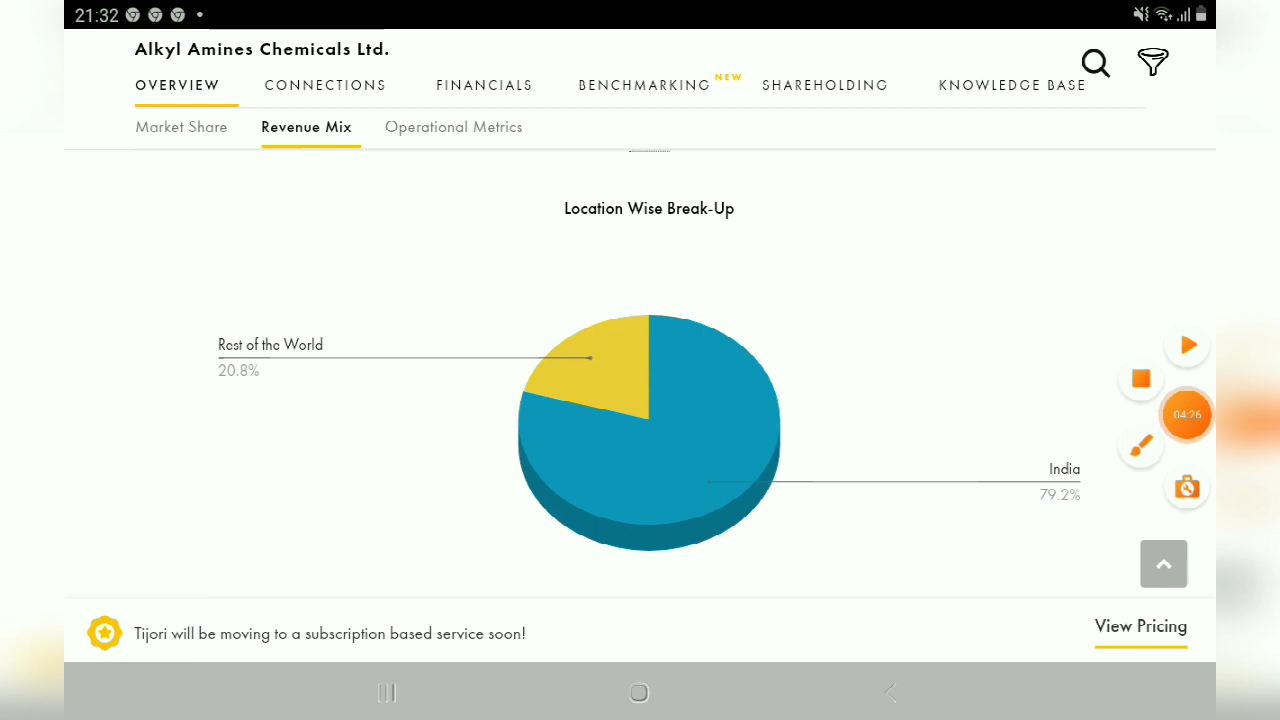 21:32
Alkyl Amines Chemicals Ltd.
OVERVIEW CONNECTIONS FINANCIALS BENCHMARKING NEW SHAREHOLDING KNOWLEDGE BASE
Market Share Revenue Mix Operational Metrics
Location Wise Break-Up
Rest of the World
20.8%
04:26
India
79.2%
Tijori will be moving to a subscription based service soon!
View Pricing